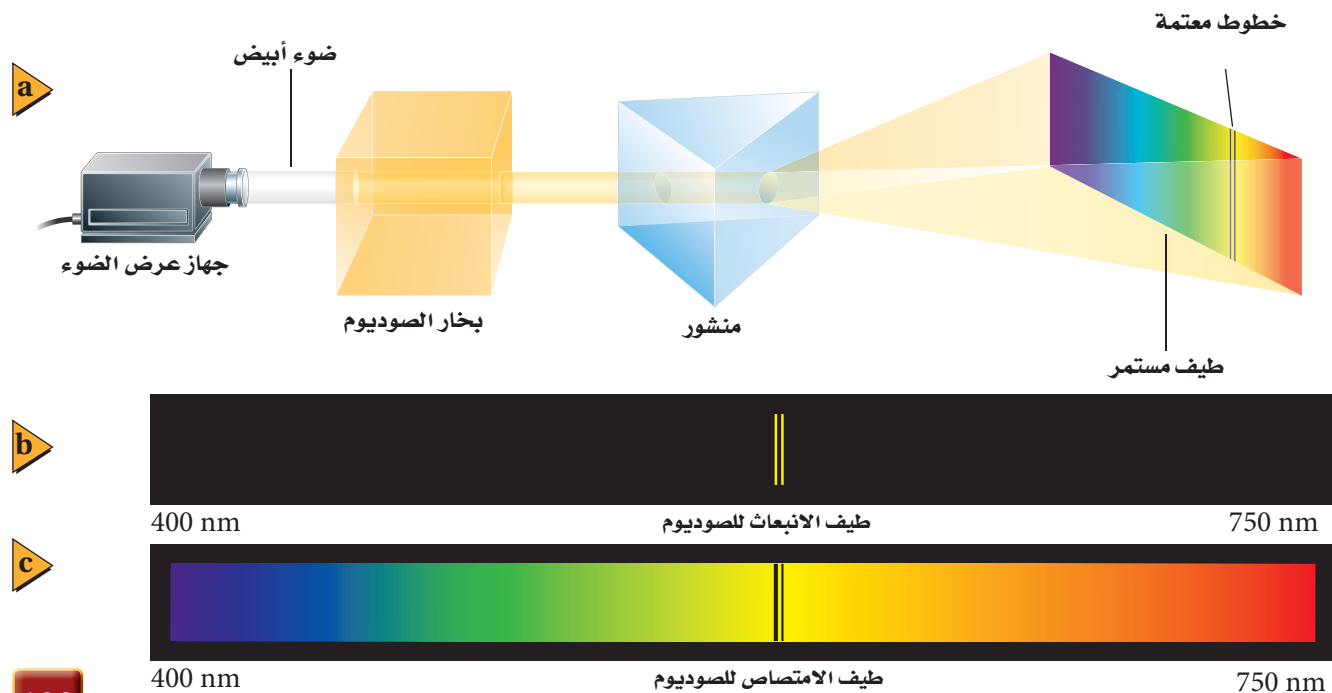 خطوط معتمة
ضوء أبيض
a
جهاز عرض الضوء
بخار الصوديوم
منشور
طيف مستمر
b
400 nm
طيف الانبعاث للصوديوم
750 nm
c
400 nm
طيف الامتصاص للصوديوم
750 nm